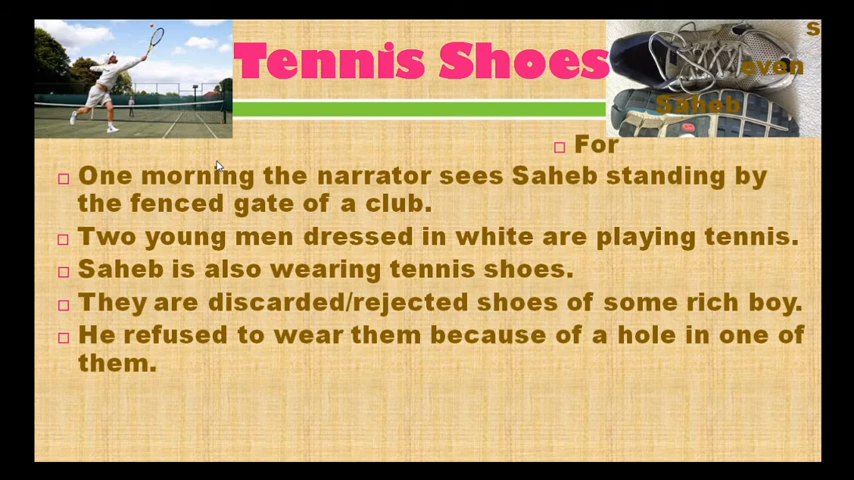 Tennis Shoes
s
even
Saheb
For
One morning the narrator sees Saheb standing by
the fenced gate of a club.
Two young men dressed in white are playing tennis.
Saheb is also wearing tennis shoes.
They are discarded/rejected shoes of some rich boy.
He refused to wear them because of a hole in one of
them.